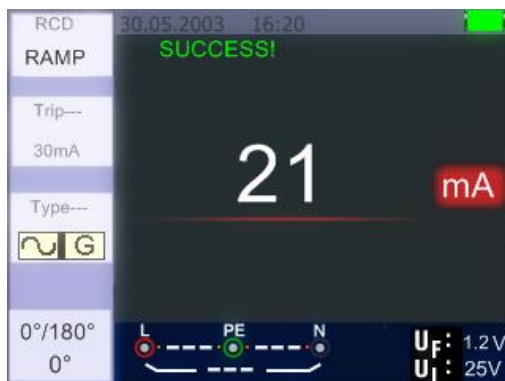 RCD 30.05.2003 16:20
RAMP SUCCESS!
Trip---
30mA
21 mA
Type---
G
0°/180° L PE N
0°
UF: 1.2V
UL: 25V